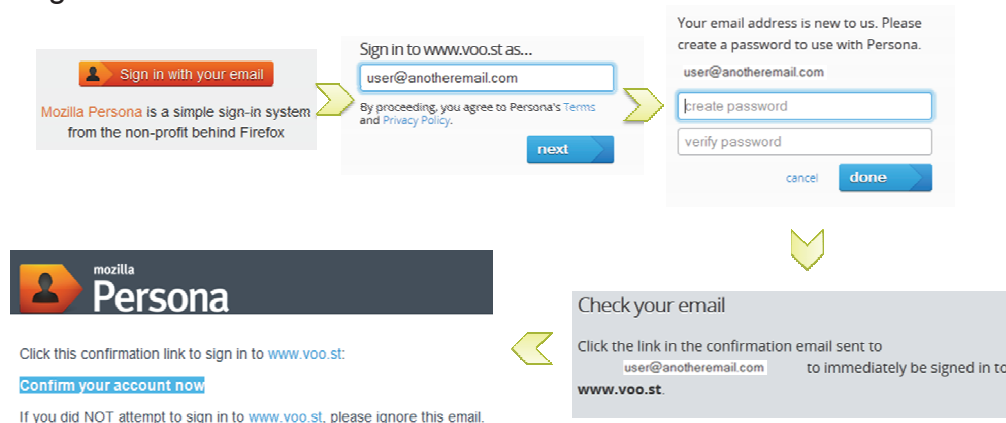 Sign in with your email
Mozilla Persona is a simple sign-in system
from the non-profit behind Firefox
Sign in to www.voo.st as...
user@anotheremail.com
By proceeding, you agree to Persona's Terms
and Privacy Policy.
next
Your email address is new to us. Please
create a password to use with Persona.
user@anotheremail.com
create password
verify password
cancel
done
Check your email
Click the link in the confirmation email sent to
user@anotheremail.com to immediately be signed in to
www.voo.st.
mozilla
Persona
Click this confirmation link to sign in to www.voo.st:
Confirm your account now
If you did NOT attempt to sign in to www.voo.st, please ignore this email.